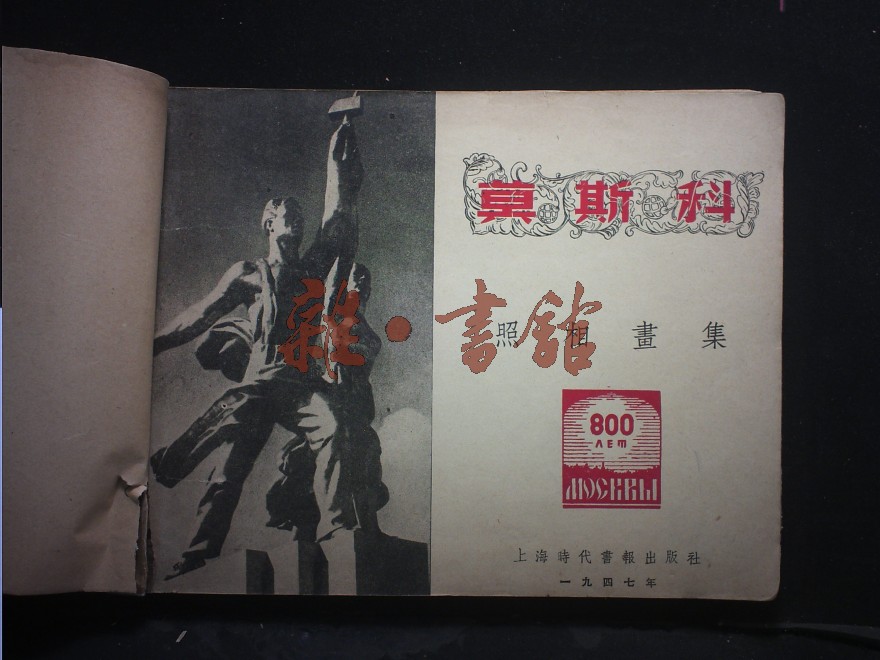 莫斯科
雜·書舘
照相畫集
800
лет
МОСКВЫ
上海時代書報出版社
一九四七年